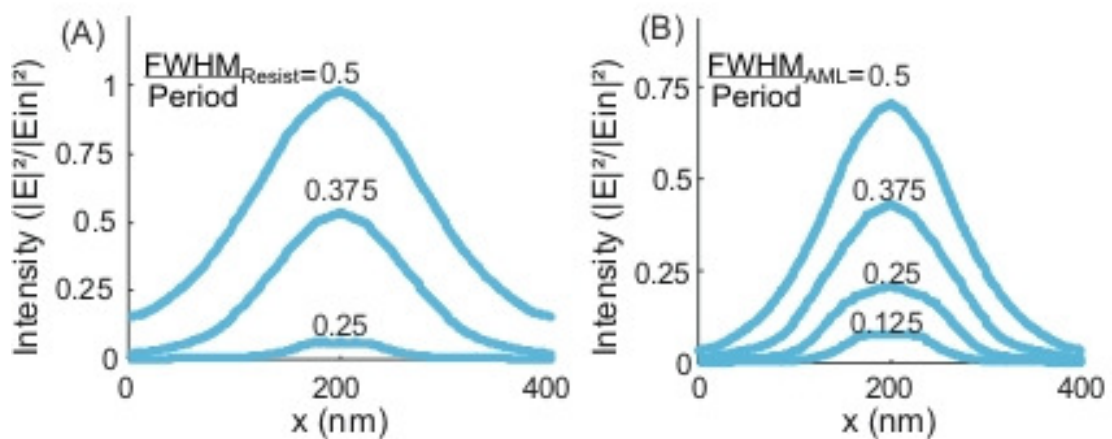 (A)
FWHM_Resist=0.5
Period
1
0.75
0.5
0.25
0
0.375
0.25
0
200
400
x (nm)
Intensity (|E|²/|Ein|²)
(B)
FWHM_AML=0.5
Period
0.75
0.5
0.25
0
0.375
0.25
0.125
0
200
400
x (nm)
Intensity (|E|²/|Ein|²)